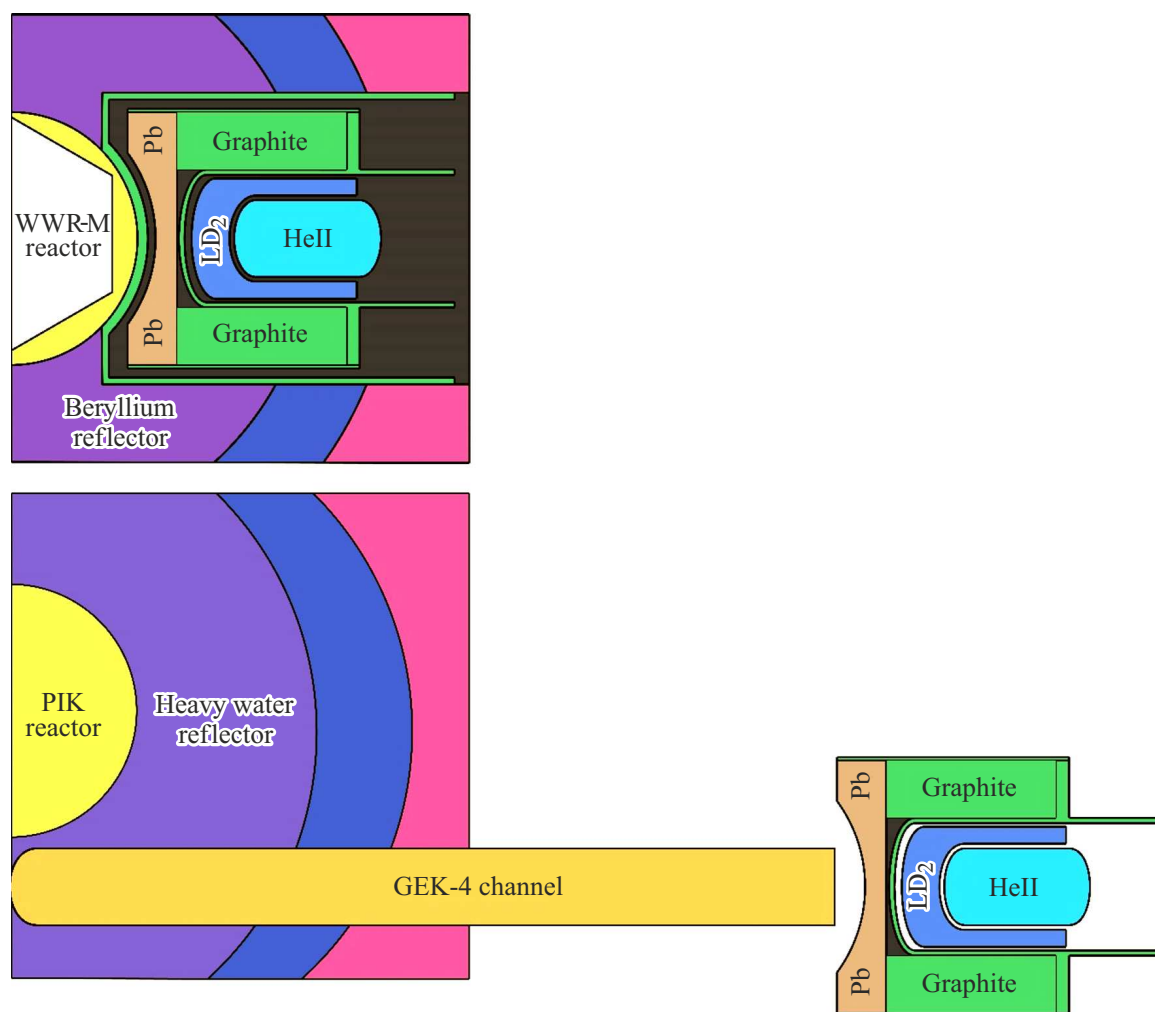 Pb
Graphite
WWR-M
reactor
LD2
HeII
Pb
Graphite
Beryllium
reflector
PIK
reactor
Heavy water
reflector
Pb
Graphite
GEK-4 channel
LD2
HeII
Pb
Graphite